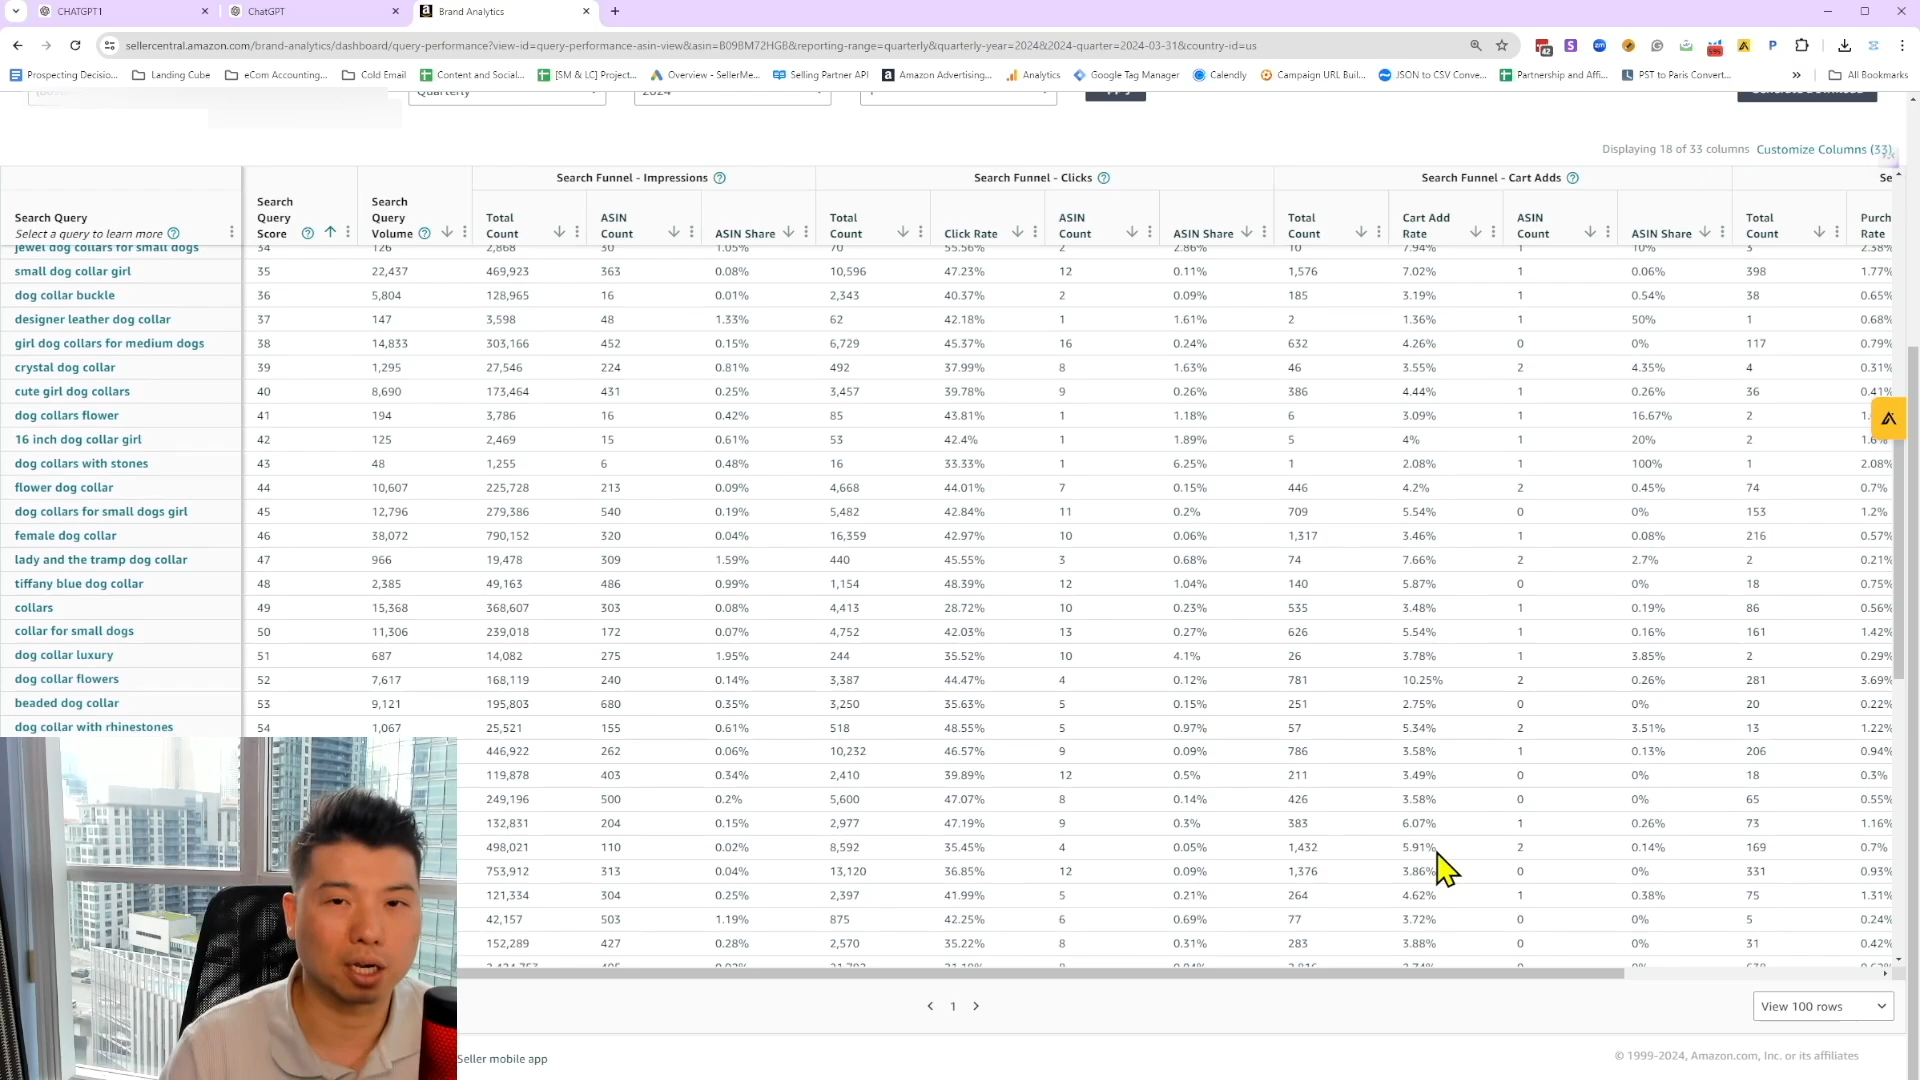 CHATGPT1
ChatGPT
Brand Analytics
sellercentral.amazon.com/brand-analytics/dashboard/query-performance?view-id=query-performance-asin-view&asin=B09BM72HGB&reporting-range=quarterly&quarterly-year=2024&2024-quarter=2024-03-31&country-id=us
Prospecting Decisio... Landing Cube eCom Accounting... Cold Email Content and Social... [SM & LC] Project... Overview - SellerMe... Selling Partner API Amazon Advertising... Analytics Google Tag Manager Calendly Campaign URL Buil... JSON to CSV Conve... Partnership and Affi... PST to Paris Convert... » All Bookmarks
Quarterly 2024
Displaying 18 of 33 columns Customize Columns (33)
Search Funnel - Impressions Search Funnel - Clicks Search Funnel - Cart Adds Se
Search Query Select a query to learn more Search Query Score Search Query Volume Total Count ASIN Count ASIN Share Total Count Click Rate ASIN Count ASIN Share Total Count Cart Add Rate ASIN Count ASIN Share Total Count Purch Rate
jewel dog collars for small dogs 34 126 2,868 30 1.05% 70 55.56% 2 2.86% 10 7.94% 1 10% 3 2.38%
small dog collar girl 35 22,437 469,923 363 0.08% 10,596 47.23% 12 0.11% 1,576 7.02% 1 0.06% 398 1.77%
dog collar buckle 36 5,804 128,965 16 0.01% 2,343 40.37% 2 0.09% 185 3.19% 1 0.54% 38 0.65%
designer leather dog collar 37 147 3,598 48 1.33% 62 42.18% 1 1.61% 2 1.36% 1 50% 1 0.68%
girl dog collars for medium dogs 38 14,833 303,166 452 0.15% 6,729 45.37% 16 0.24% 632 4.26% 0 0% 117 0.79%
crystal dog collar 39 1,295 27,546 224 0.81% 492 37.99% 8 1.63% 46 3.55% 2 4.35% 4 0.31%
cute girl dog collars 40 8,690 173,464 431 0.25% 3,457 39.78% 9 0.26% 386 4.44% 1 0.26% 36 0.41%
dog collars flower 41 194 3,786 16 0.42% 85 43.81% 1 1.18% 6 3.09% 1 16.67% 2 1.
16 inch dog collar girl 42 125 2,469 15 0.61% 53 42.4% 1 1.89% 5 4% 1 20% 2 1.6%
dog collars with stones 43 48 1,255 6 0.48% 16 33.33% 1 6.25% 1 2.08% 1 100% 1 2.08%
flower dog collar 44 10,607 225,728 213 0.09% 4,668 44.01% 7 0.15% 446 4.2% 2 0.45% 74 0.7%
dog collars for small dogs girl 45 12,796 279,386 540 0.19% 5,482 42.84% 11 0.2% 709 5.54% 0 0% 153 1.2%
female dog collar 46 38,072 790,152 320 0.04% 16,359 42.97% 10 0.06% 1,317 3.46% 1 0.08% 216 0.57%
lady and the tramp dog collar 47 966 19,478 309 1.59% 440 45.55% 3 0.68% 74 7.66% 2 2.7% 2 0.21%
tiffany blue dog collar 48 2,385 49,163 486 0.99% 1,154 48.39% 12 1.04% 140 5.87% 0 0% 18 0.75%
collars 49 15,368 368,607 303 0.08% 4,413 28.72% 10 0.23% 535 3.48% 1 0.19% 86 0.56%
collar for small dogs 50 11,306 239,018 172 0.07% 4,752 42.03% 13 0.27% 626 5.54% 1 0.16% 161 1.42%
dog collar luxury 51 687 14,082 275 1.95% 244 35.52% 10 4.1% 26 3.78% 1 3.85% 2 0.29%
dog collar flowers 52 7,617 168,119 240 0.14% 3,387 44.47% 4 0.12% 781 10.25% 2 0.26% 281 3.69%
beaded dog collar 53 9,121 195,803 680 0.35% 3,250 35.63% 5 0.15% 251 2.75% 0 0% 20 0.22%
dog collar with rhinestones 54 1,067 25,521 155 0.61% 518 48.55% 5 0.97% 57 5.34% 2 3.51% 13 1.22%
446,922 262 0.06% 10,232 46.57% 9 0.09% 786 3.58% 1 0.13% 206 0.94%
119,878 403 0.34% 2,410 39.89% 12 0.5% 211 3.49% 0 0% 18 0.3%
249,196 500 0.2% 5,600 47.07% 8 0.14% 426 3.58% 0 0% 65 0.55%
132,831 204 0.15% 2,977 47.19% 9 0.3% 383 6.07% 1 0.26% 73 1.16%
498,021 110 0.02% 8,592 35.45% 4 0.05% 1,432 5.91% 2 0.14% 169 0.7%
753,912 313 0.04% 13,120 36.85% 12 0.09% 1,376 3.86% 0 0% 331 0.93%
121,334 304 0.25% 2,397 41.99% 5 0.21% 264 4.62% 1 0.38% 75 1.31%
42,157 503 1.19% 875 42.25% 6 0.69% 77 3.72% 0 0% 5 0.24%
152,289 427 0.28% 2,570 35.22% 8 0.31% 283 3.88% 0 0% 31 0.42%
1
View 100 rows
Seller mobile app
© 1999-2024, Amazon.com, Inc. or its affiliates